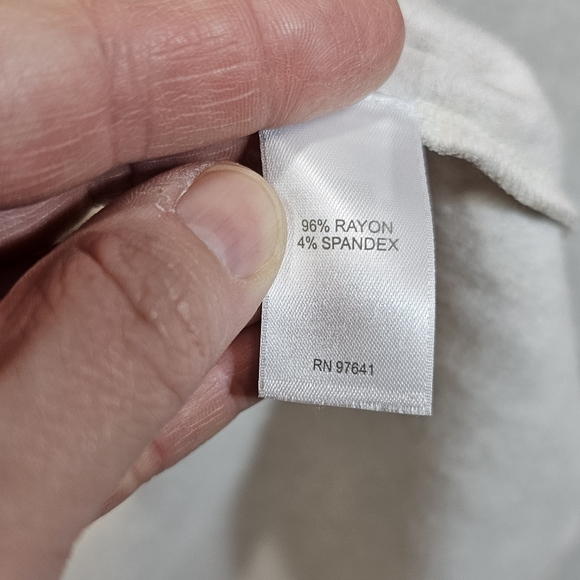 96% RAYON
4% SPANDEX
RN 97641